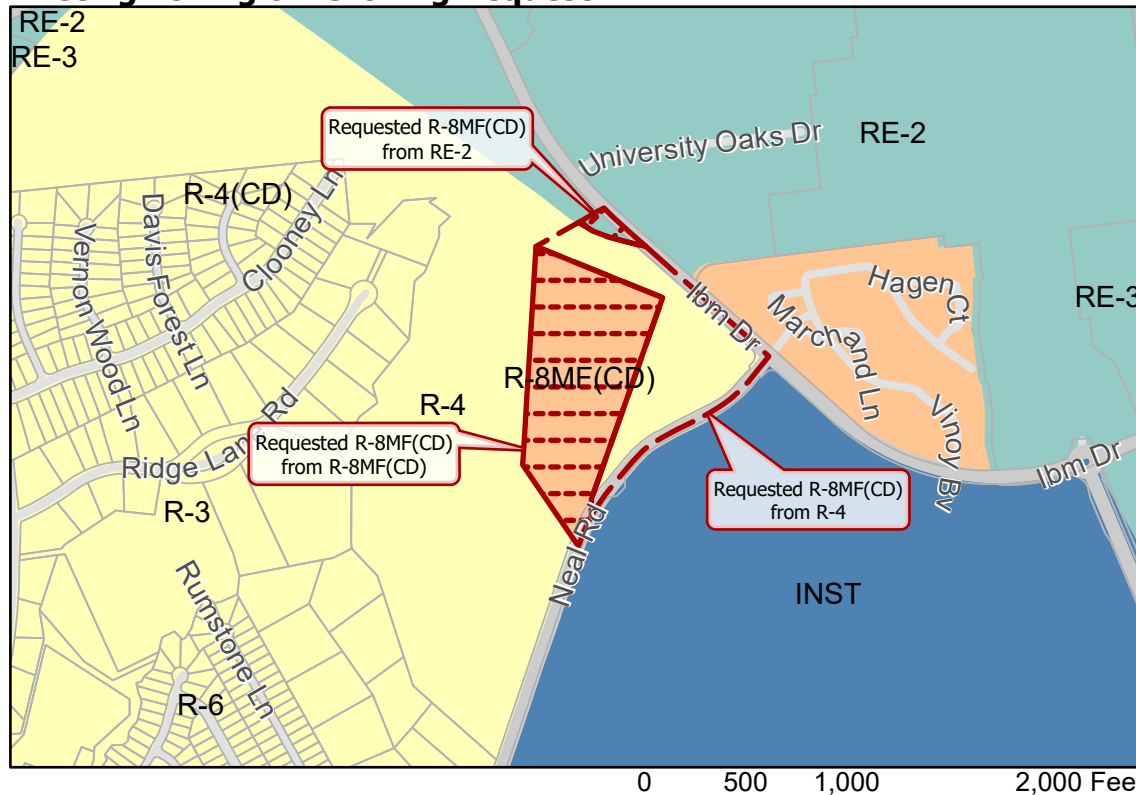 RE-2
RE-3
Requested R-8MF(CD)
from RE-2
University Oaks Dr
RE-2
R-4(CD)
Clooney Ln
Davis Forest Ln
Vernon Wood Ln
Hagen Ct
RE-3
Ibm Dr
Marchand Ln
R-8MF(CD)
R-4
Vinoy Bv
Requested R-8MF(CD)
from R-8MF(CD)
Ridge Lane Rd
Ibm Dr
Requested R-8MF(CD)
from R-4
R-3
Neal Rd
Rumstone Ln
INST
R-6
0 500 1,000 2,000 Fee